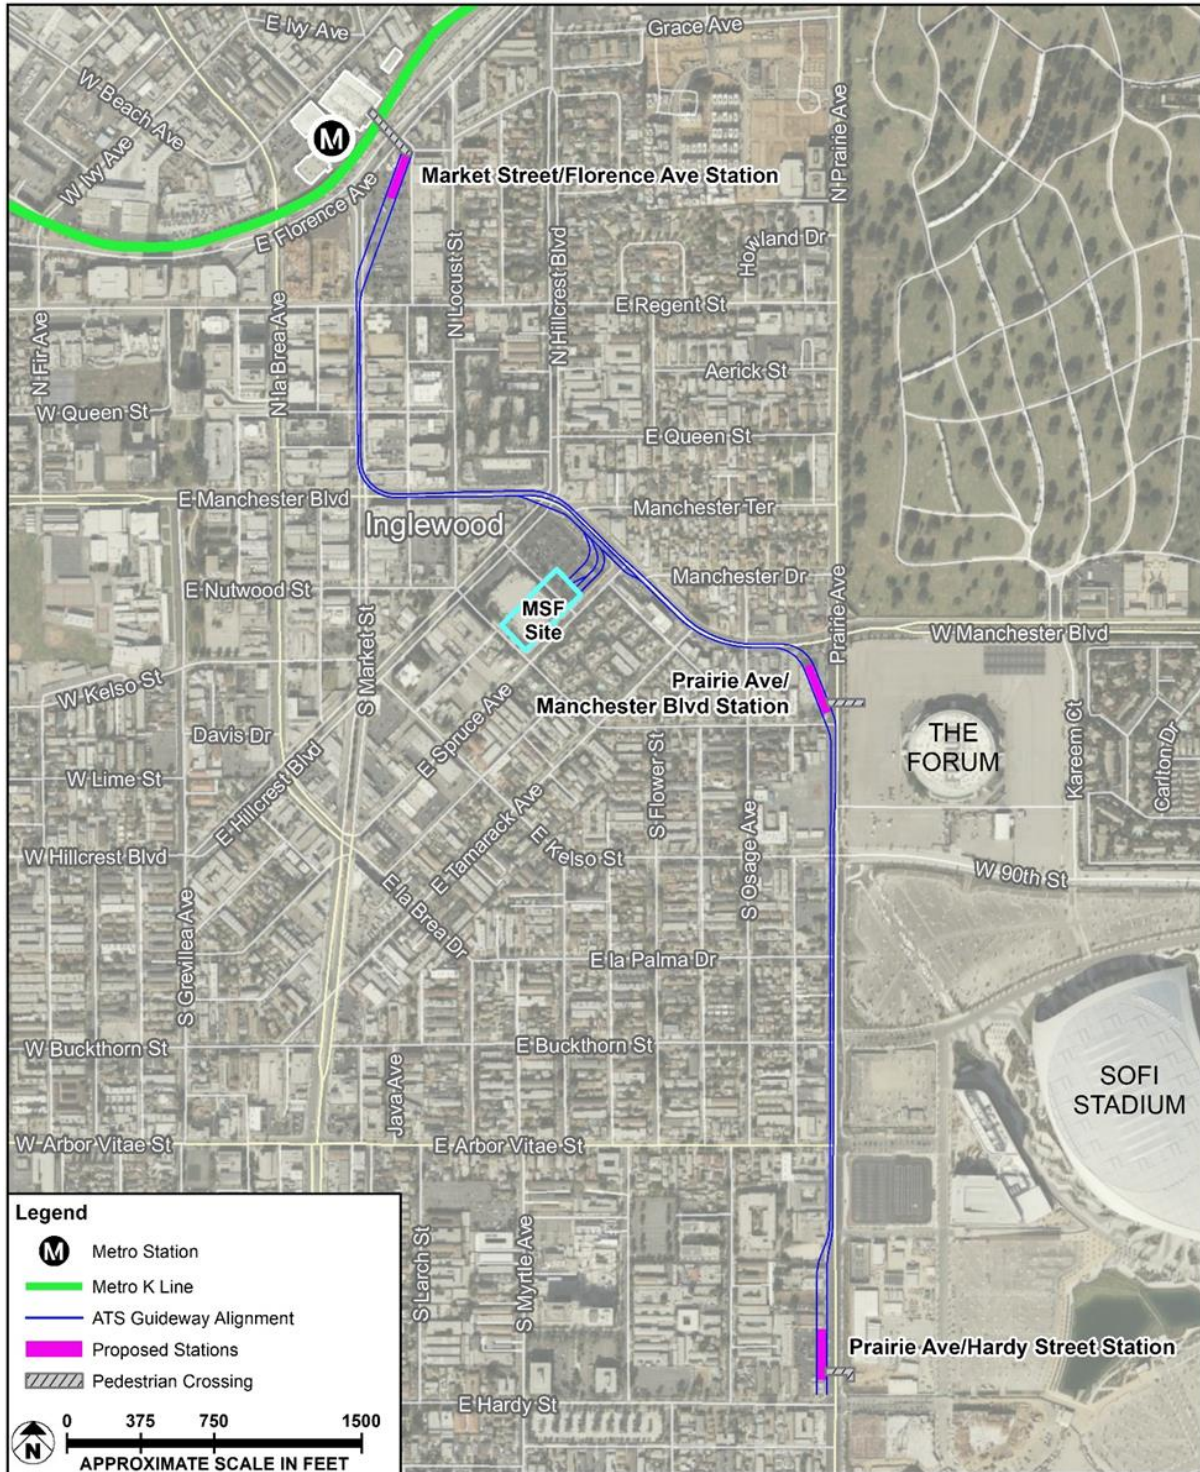 E Ivy Ave
Grace Ave
W Beach Ave
W Ivy Ave
M
N Prairie Ave
Market Street/Florence Ave Station
E Florence Ave
N Locust St
N Hillcrest Blvd
Howland Dr
E Regent St
N Fir Ave
N la Brea Ave
Aerick St
W Queen St
E Queen St
E Manchester Blvd
Manchester Ter
Inglewood
E Nutwood St
Manchester Dr
Prairie Ave
MSF
Site
W Manchester Blvd
S Market St
W Kelso St
Prairie Ave/
Manchester Blvd Station
E Spruce Ave
Davis Dr
THE
FORUM
Kareem Ct
Carlton Dr
W Lime St
E Hillcrest Blvd
S Flower St
E Tamarack Ave
S Osage Ave
W Hillcrest Blvd
E Kelso St
W 90th St
E la Brea Dr
S Grevillea Ave
E la Palma Dr
W Buckthorn St
E Buckthorn St
SOFI
STADIUM
Java Ave
W Arbor Vitae St
E Arbor Vitae St
S Larch St
S Myrtle Ave
Prairie Ave/Hardy Street Station
E Hardy St
Legend
M Metro Station
Metro K Line
ATS Guideway Alignment
Proposed Stations
Pedestrian Crossing
N
0 375 750 1500
APPROXIMATE SCALE IN FEET